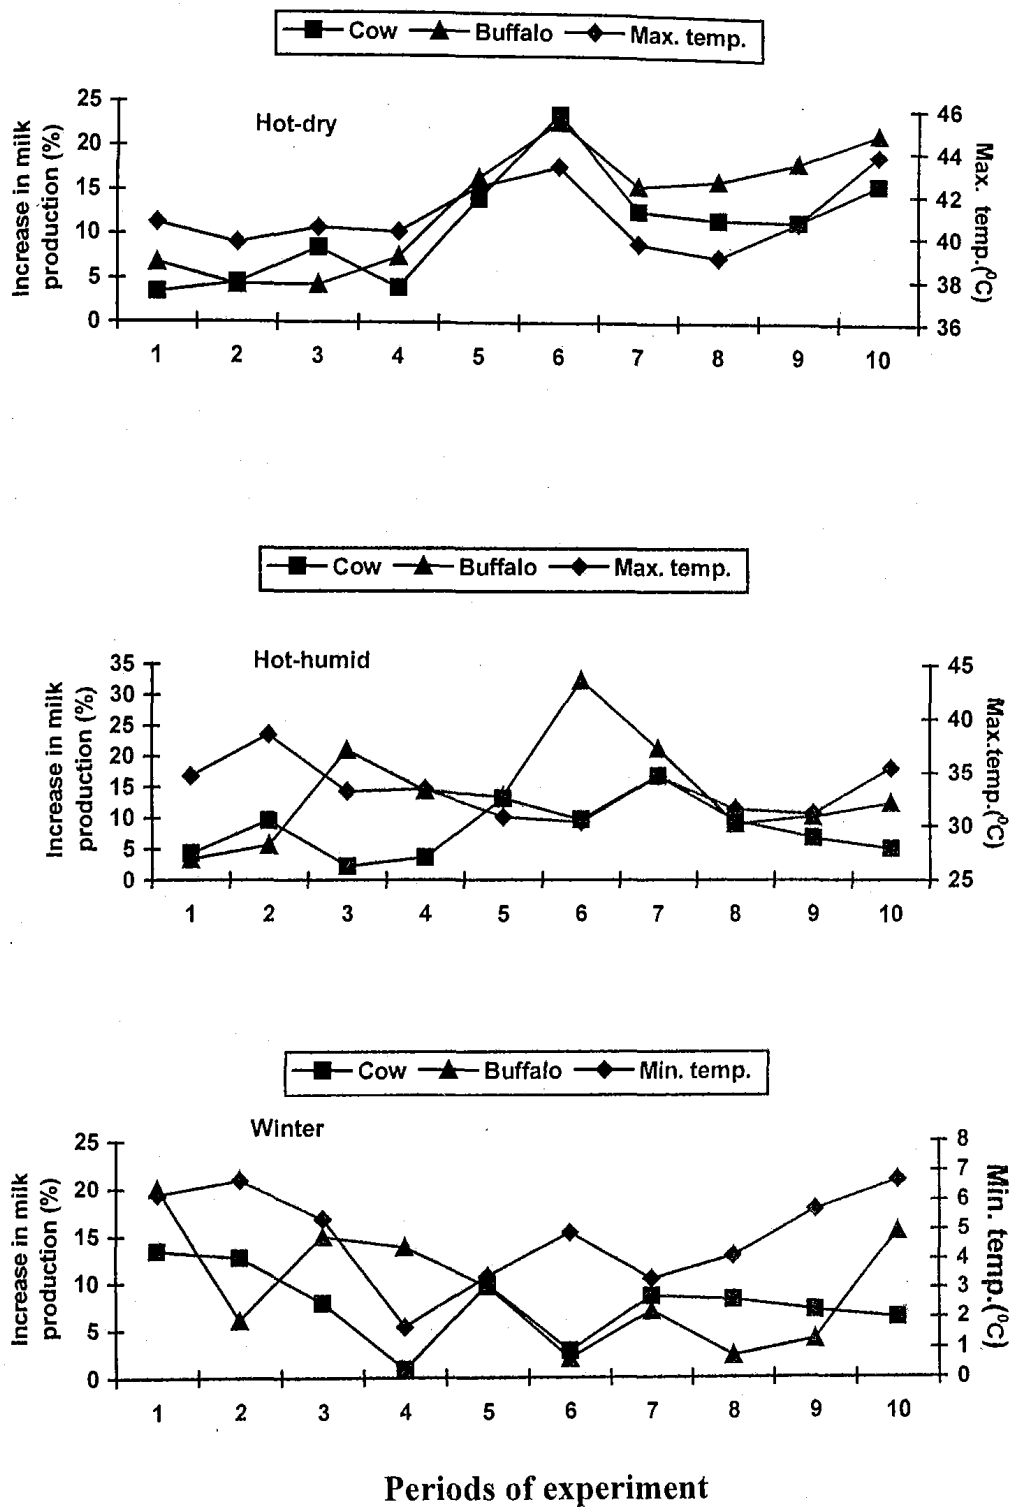 Cow Buffalo Max. temp.
Hot-dry
Increase in milk
production (%)
25
20
15
10
5
0
46
44
42
40
38
36
Max. temp.(⁰C)
1 2 3 4 5 6 7 8 9 10
Cow Buffalo Max. temp.
Hot-humid
Increase in milk
production (%)
35
30
25
20
15
10
5
0
45
40
35
30
25
Max.temp.(⁰C)
1 2 3 4 5 6 7 8 9 10
Cow Buffalo Min. temp.
Winter
Increase in milk
production (%)
25
20
15
10
5
0
8
7
6
5
4
3
2
1
0
Min. temp.(⁰C)
1 2 3 4 5 6 7 8 9 10
Periods of experiment